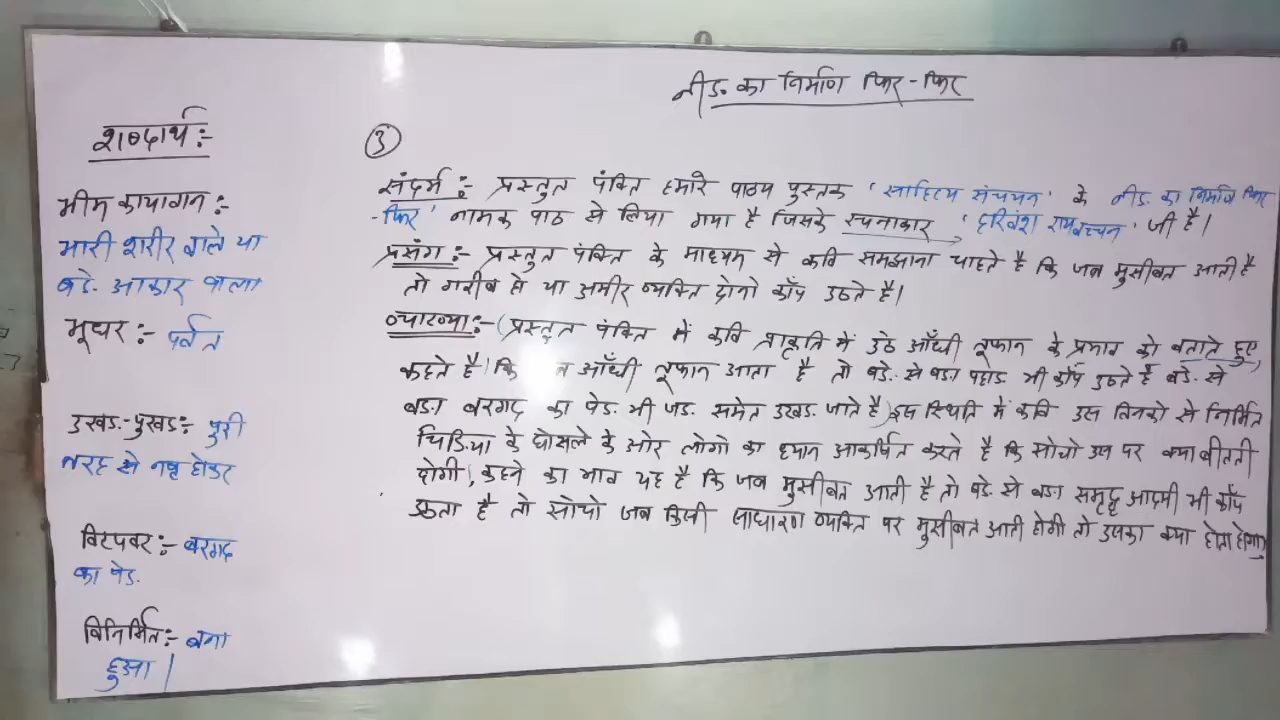 नीड. का निर्माण फिर-फिर
शब्दार्थ:-
भीम कायावान:-
भारी शरीर वाले या
बडे. आकार वाला
भूधर:- पर्वत
उखड.-पुखड:- पुरी
तरह से नष्ट होकर
विटपवर:- बरगद
का पेड.
विनिर्मित:- बना
हुआ।
3
संदर्भ:- प्रस्तुत पंक्ति हमारे पाठ्य पुस्तक 'साहित्य संचयन' के नीड. का निर्माण फिर
-फिर' नामक पाठ से लिया गया है जिसके रचनाकार 'हरिवंश राय बच्चन' जी है।
प्रसंग:- प्रस्तुत पंक्ति के माध्यम से कवि समझाना चाहते है कि जब मुसीबत आती है
तो गरीब हो या अमीर व्यक्ति दोनो काँप उठते है।
व्याख्या:- (प्रस्तुत पंक्ति में कवि प्राकृति में उठे आँधी तूफान के प्रभाव को बताते हुए
कहते है। कि आँधी तूफान आता है तो बडे. से बडा पहाड. भी काँप उठते है बडे. से
बडा बरगद का पेड. भी जड. समेत उखड. जाते है) इस स्थिति में कवि उस तिनको से निर्मित
चिडिया के घोसले के ओर लोगो का ध्यान आकर्षित करते है कि सोचो उस पर क्या बीतती
होगी, कहने का भाव यह है कि जब मुसीबत आती है तो बडे. से बडा समृद्ध आदमी भी काँप
उठता है तो सोचो जब किसी साधारण व्यक्ति पर मुसीबत आती होगी तो उसका क्या होता होगा।